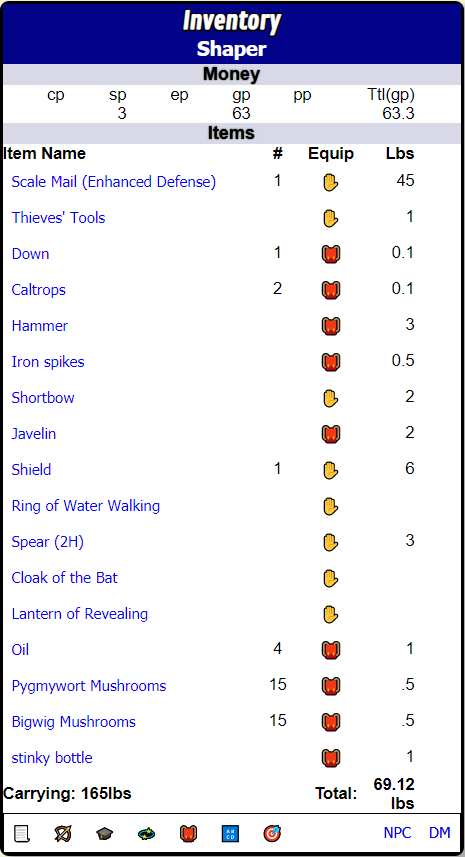 Inventory
Shaper
Money
cp sp ep gp pp Ttl(gp)
3 63 63.3
Items
Item Name # Equip Lbs
Scale Mail (Enhanced Defense) 1 45
Thieves' Tools 1
Down 1 0.1
Caltrops 2 0.1
Hammer 3
Iron spikes 0.5
Shortbow 2
Javelin 2
Shield 1 6
Ring of Water Walking
Spear (2H) 3
Cloak of the Bat
Lantern of Revealing
Oil 4 1
Pygmywort Mushrooms 15 .5
Bigwig Mushrooms 15 .5
stinky bottle 1
Carrying: 165lbs Total: 69.12
lbs
AB
CD
NPC DM